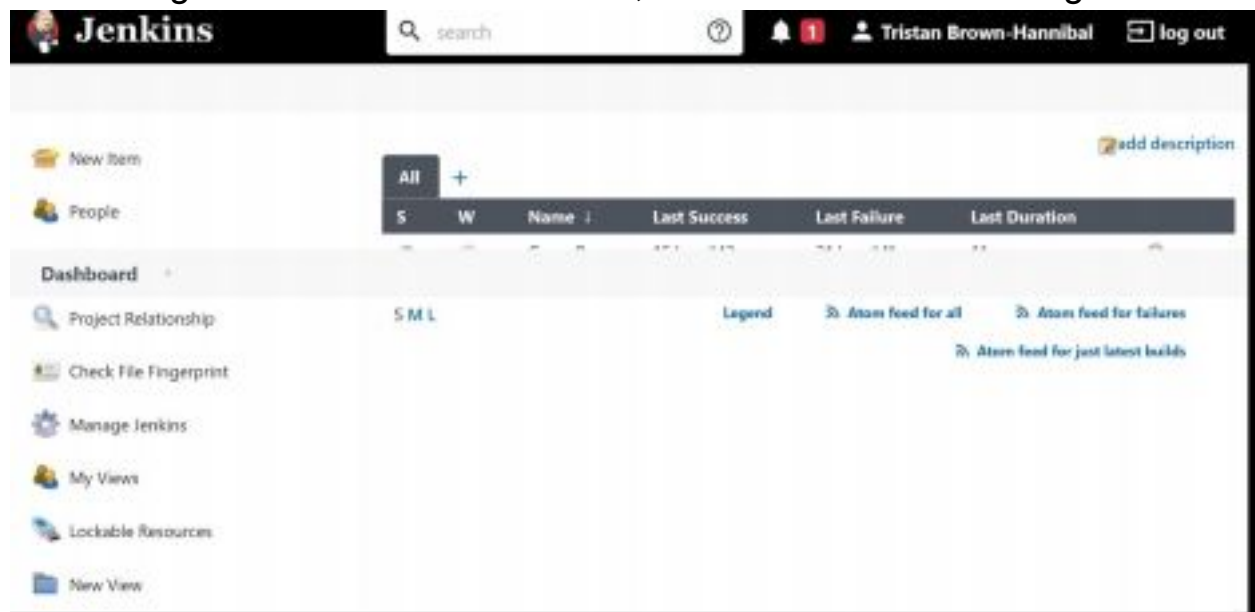 Jenkins search 1 Tristan Brown-Hannibal log out
add description
New Item
All +
People
S W Name ↓ Last Success Last Failure Last Duration
Dashboard
Project Relationship
S M L Legend Atom feed for all Atom feed for failures
Atom feed for just latest builds
Check File Fingerprint
Manage Jenkins
My Views
Lockable Resources
New View